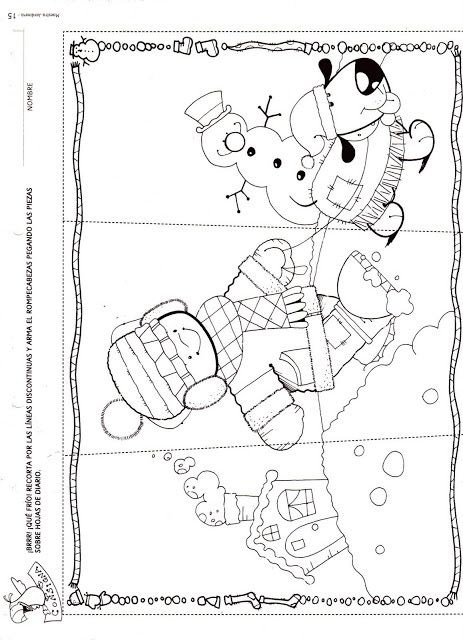 CONSIGNA
¡BRRR! ¡QUÉ FRÍO! RECORTA POR LAS LÍNEAS DISCONTINUAS Y ARMA EL ROMPECABEZAS PEGANDO LAS PIEZAS
SOBRE HOJAS DE DIARIO.
NOMBRE
Maestra Jardinera - 15